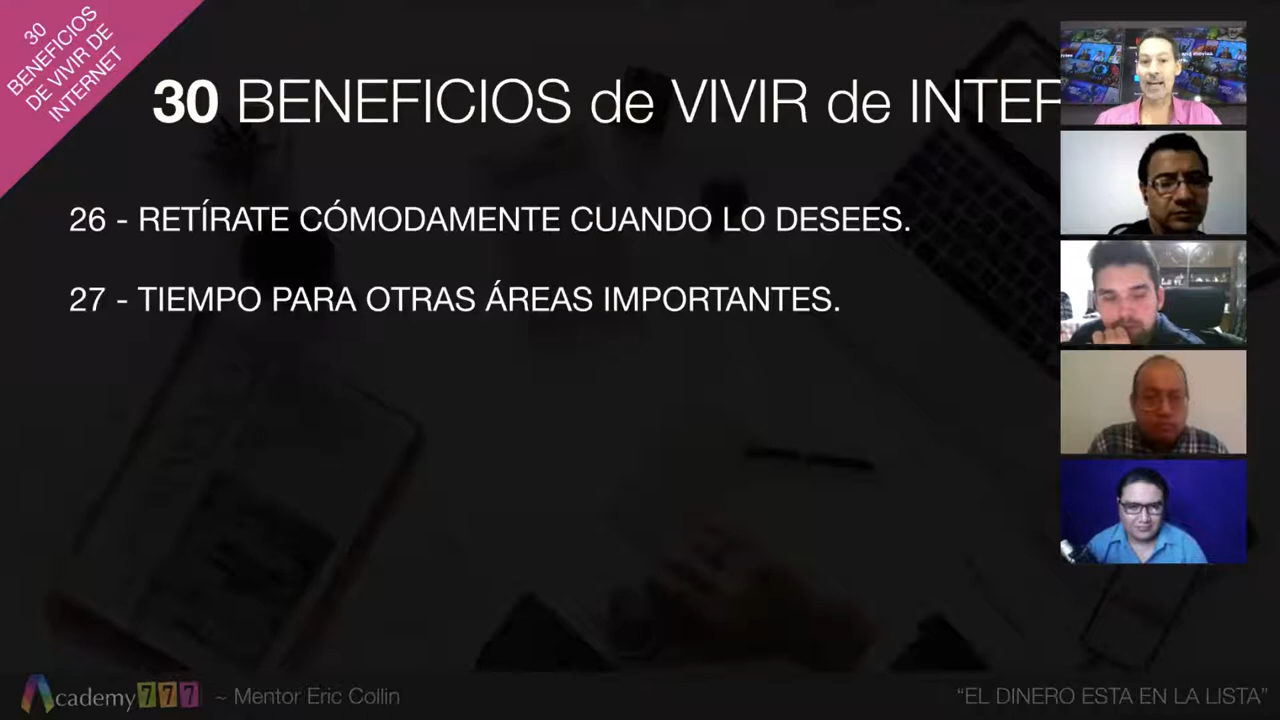 30
BENEFICIOS
DE VIVIR DE
INTERNET
30 BENEFICIOS de VIVIR de INTER
26 - RETÍRATE CÓMODAMENTE CUANDO LO DESEES.
27 - TIEMPO PARA OTRAS ÁREAS IMPORTANTES.
Academy777 ~ Mentor Eric Collin
“EL DINERO ESTA EN LA LISTA”